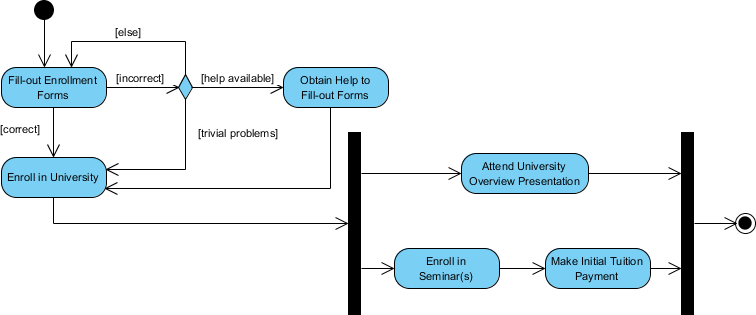 [else]
Fill-out Enrollment
Forms
[incorrect]
[help available]
Obtain Help to
Fill-out Forms
[correct]
[trivial problems]
Enroll in University
Attend University
Overview Presentation
Enroll in
Seminar(s)
Make Initial Tuition
Payment